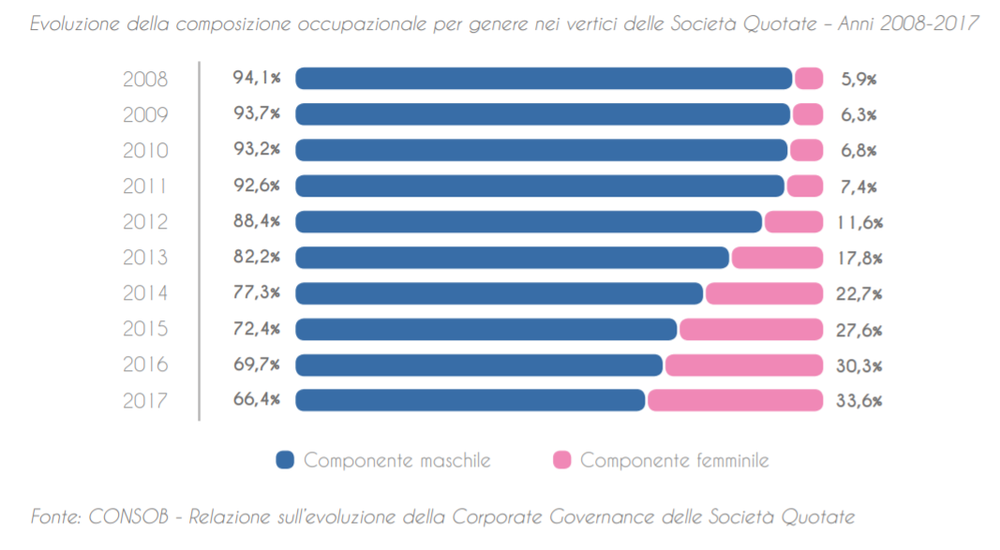 Evoluzione della composizione occupazionale per genere nei vertici delle Società Quotate – Anni 2008-2017
2008 94,1% 5,9%
2009 93,7% 6,3%
2010 93,2% 6,8%
2011 92,6% 7,4%
2012 88,4% 11,6%
2013 82,2% 17,8%
2014 77,3% 22,7%
2015 72,4% 27,6%
2016 69,7% 30,3%
2017 66,4% 33,6%
Componente maschile Componente femminile
Fonte: CONSOB - Relazione sull'evoluzione della Corporate Governance delle Società Quotate